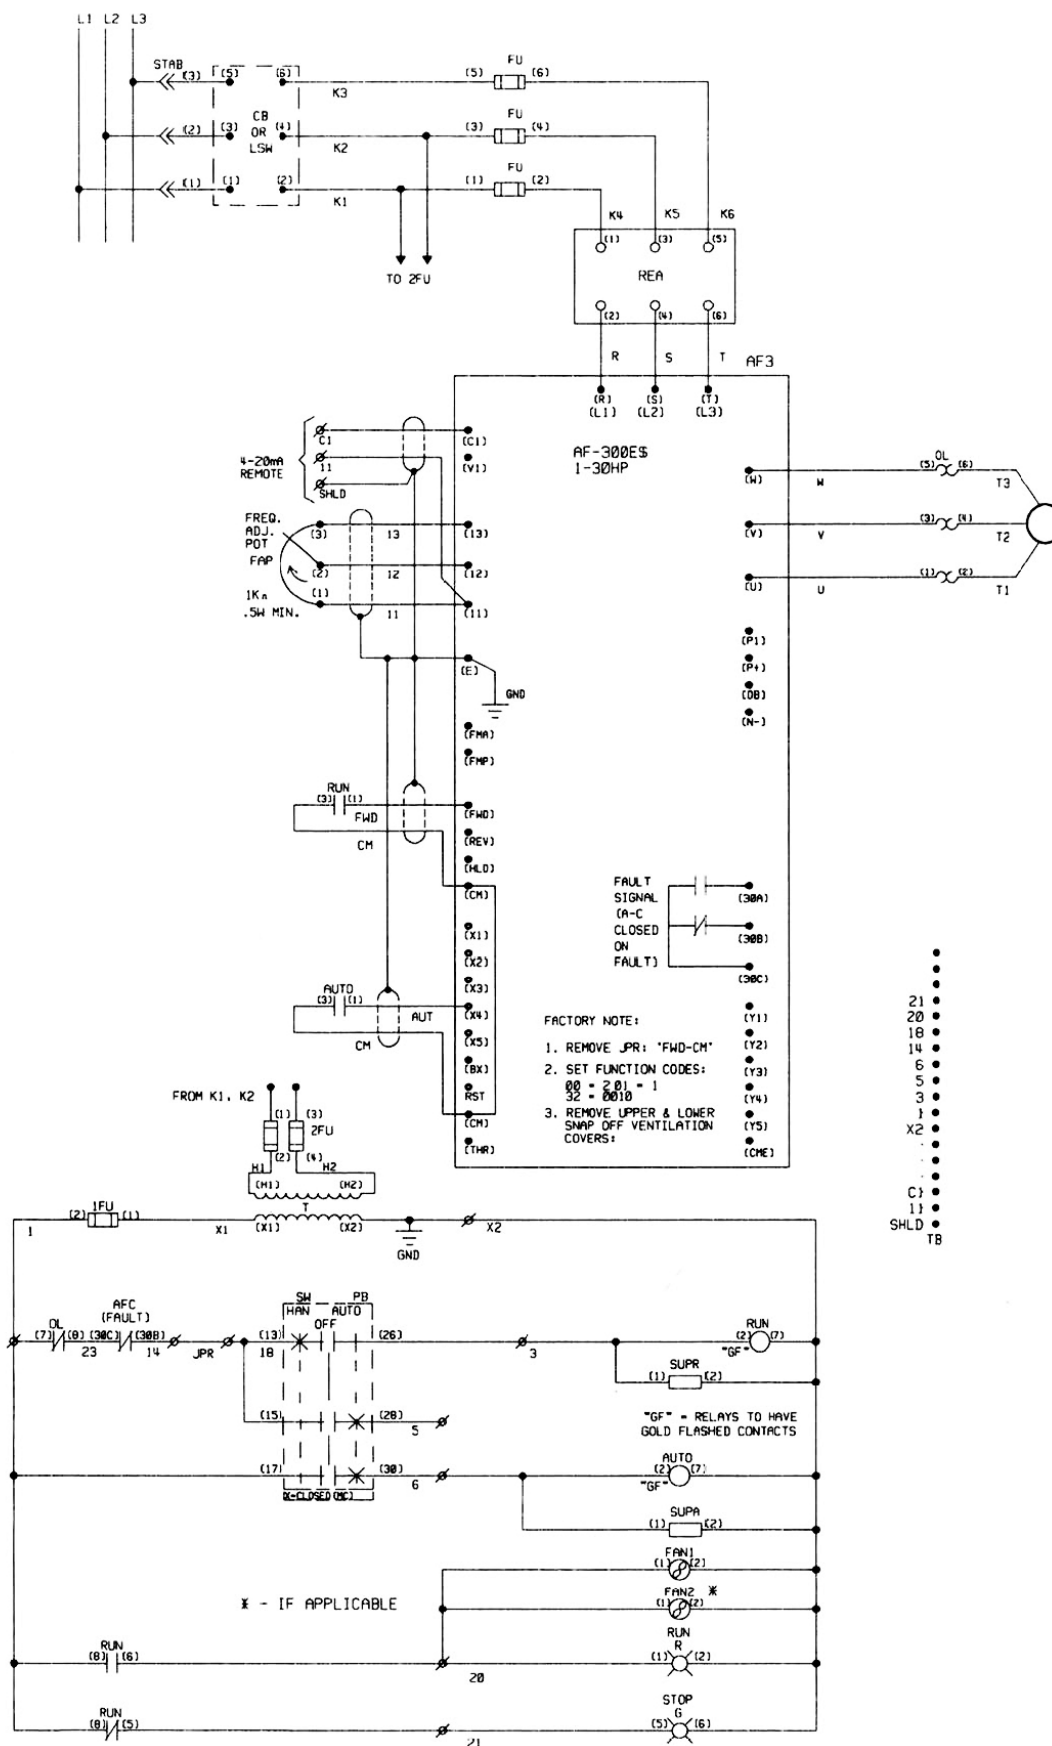 L1 L2 L3
STAB (3) (5) (6) K3 (5) FU (6)
CB
OR
LSW
(2) (3) (4) K2 (3) FU (4)
(1) (1) (2) K1 (1) FU (2)
K4 K5 K6
TO 2FU
(1) (3) (5)
REA
(2) (4) (6)
R S T AF3
(R) (S) (T)
(L1) (L2) (L3)
AF-300E$
1-30HP
4-20mA
REMOTE
C1
11
SHLD
(C1)
(V1)
FREQ.
ADJ.
POT
FAP
1KΩ
.5W MIN.
(3) 13 (13)
(2) 12 (12)
(1) 11 (11)
(E)
GND
(FMA)
(FMP)
RUN
(3) (1)
FWD
CM
(FWD)
(REV)
(HLD)
(CM)
(X1)
(X2)
(X3)
AUTO
(3) (1)
AUT
CM
(X4)
(X5)
(BX)
RST
(CM)
(THR)
(W) W (5) OL (6) T3
(V) V (3) (4) T2
(U) U (1) (2) T1
(P1)
(P+)
(DB)
(N-)
FAULT
SIGNAL
(A-C
CLOSED
ON
FAULT)
(30A)
(30B)
(30C)
(Y1)
(Y2)
(Y3)
(Y4)
(Y5)
(CME)
FACTORY NOTE:
1. REMOVE JPR: "FWD-CM"
2. SET FUNCTION CODES:
00 = 2 01 = 1
32 = 0010
3. REMOVE UPPER & LOWER
SNAP OFF VENTILATION
COVERS:
21
20
18
14
6
5
3
1
X2
C1
11
SHLD
TB
FROM K1, K2
(1) (3)
2FU
(2) (4)
H1 H2
(H1) (H2)
T
1FU
(2) (1)
1 X1 (X1) (X2) X2
GND
OL
AFC
(FAULT)
(7) (8) (30C) (30B)
23 14 JPR
SW PB
HAN AUTO
OFF
(13) (26)
18 3
RUN
(2) (7)
"GF"
SUPR
(1) (2)
(15) (28)
5
"GF" = RELAYS TO HAVE
GOLD FLASHED CONTACTS
(17) (30)
6
X-CLOSED (MC)
AUTO
(2) (7)
"GF"
SUPA
(1) (2)
FAN1
(1) (2)
FAN2 *
(1) (2)
* - IF APPLICABLE
RUN
(8) (6)
20
RUN
R
(1) (2)
RUN
(8) (5)
21
STOP
G
(5) (6)